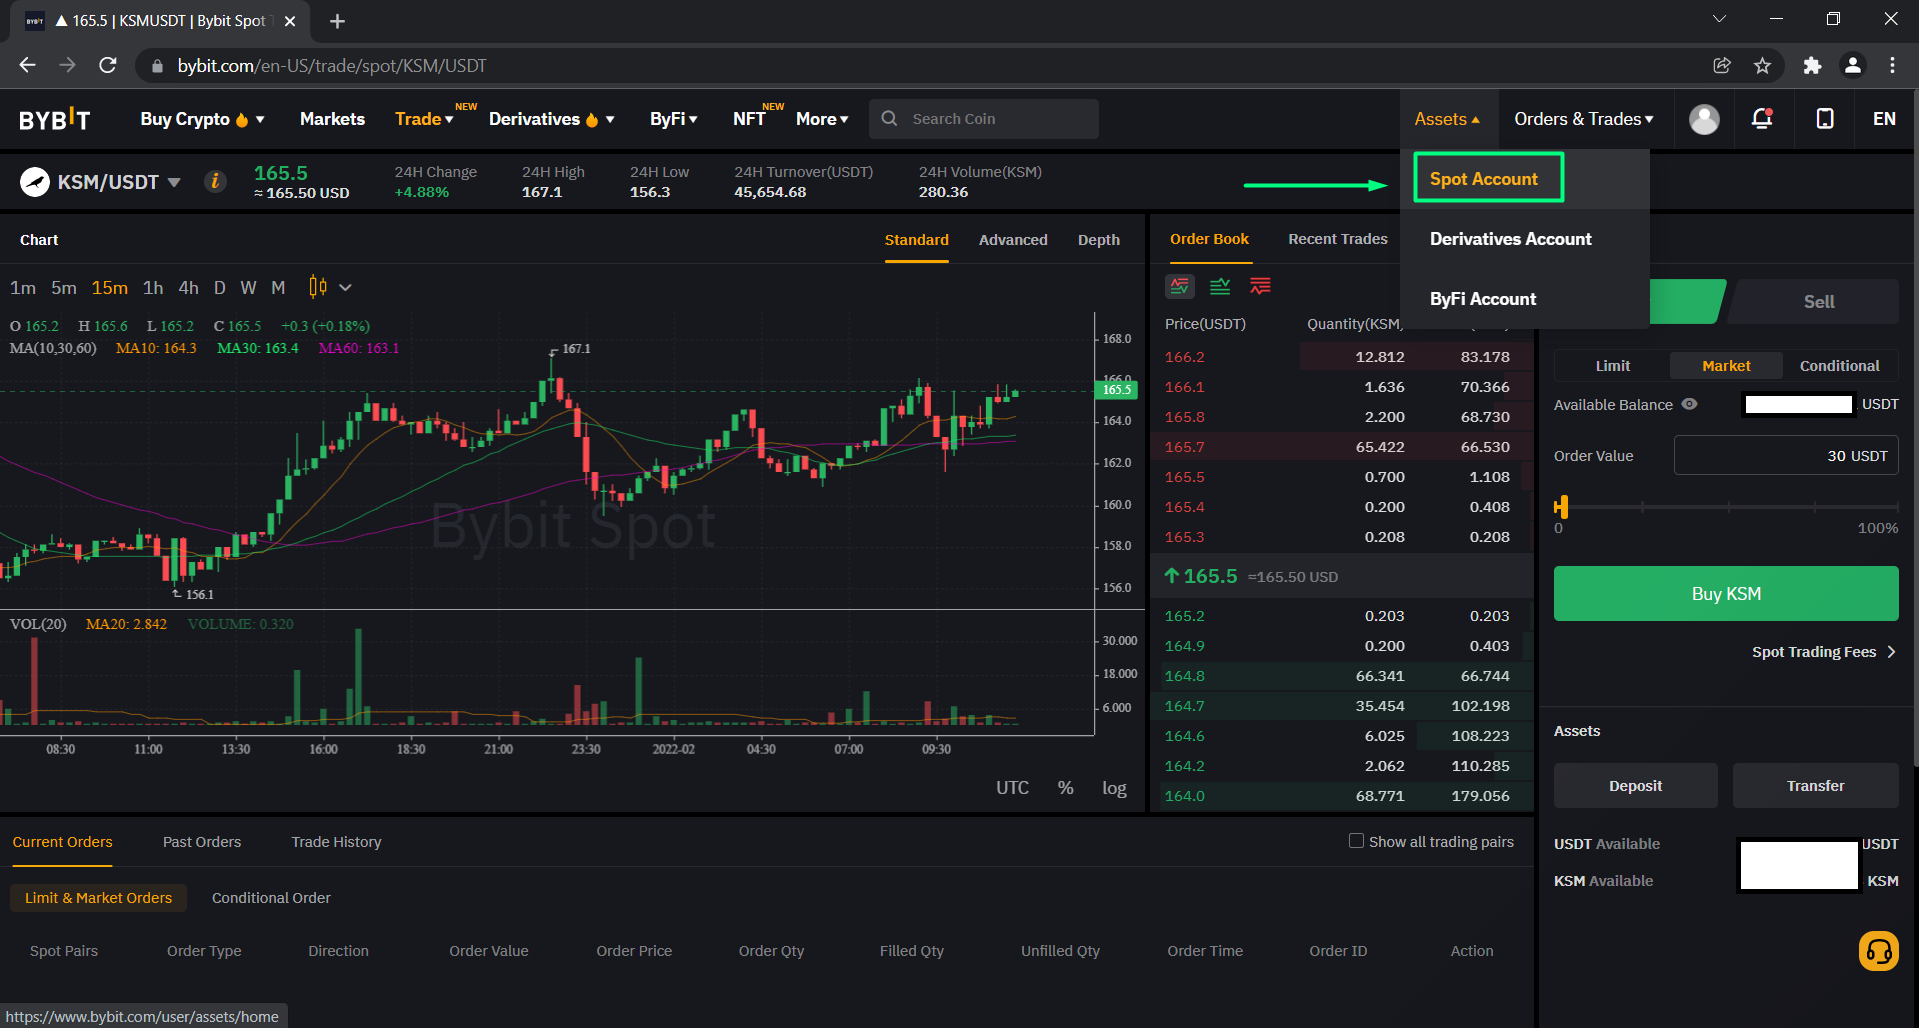 165.5 | KSMUSDT | Bybit Spot T
bybit.com/en-US/trade/spot/KSM/USDT
BYBIT Buy Crypto Markets Trade NEW Derivatives ByFi NFT NEW More Search Coin Assets Orders & Trades EN
KSM/USDT i 165.5 ≈ 165.50 USD
24H Change +4.88%
24H High 167.1
24H Low 156.3
24H Turnover(USDT) 45,654.68
24H Volume(KSM) 280.36
Spot Account
Derivatives Account
ByFi Account
Chart Standard Advanced Depth
1m 5m 15m 1h 4h D W M
O 165.2 H 165.6 L 165.2 C 165.5 +0.3 (+0.18%)
MA(10,30,60) MA10: 164.3 MA30: 163.4 MA60: 163.1
167.1
168.0
166.0
165.5
164.0
162.0
160.0
158.0
156.0
Bybit Spot
156.1
VOL(20) MA20: 2.842 VOLUME: 0.320
30.000
18.000
6.000
08:30 11:00 13:30 16:00 18:30 21:00 23:30 2022-02 04:30 07:00 09:30
UTC % log
Order Book Recent Trades
Price(USDT) Quantity(KSM)
166.2 12.812 83.178
166.1 1.636 70.366
165.8 2.200 68.730
165.7 65.422 66.530
165.5 0.700 1.108
165.4 0.200 0.408
165.3 0.208 0.208
165.5 ≈165.50 USD
165.2 0.203 0.203
164.9 0.200 0.403
164.8 66.341 66.744
164.7 35.454 102.198
164.6 6.025 108.223
164.2 2.062 110.285
164.0 68.771 179.056
Sell
Limit Market Conditional
Available Balance USDT
Order Value 30 USDT
0 100%
Buy KSM
Spot Trading Fees
Assets
Deposit Transfer
USDT Available USDT
KSM Available KSM
Current Orders Past Orders Trade History Show all trading pairs
Limit & Market Orders Conditional Order
Spot Pairs Order Type Direction Order Value Order Price Order Qty Filled Qty Unfilled Qty Order Time Order ID Action
https://www.bybit.com/user/assets/home